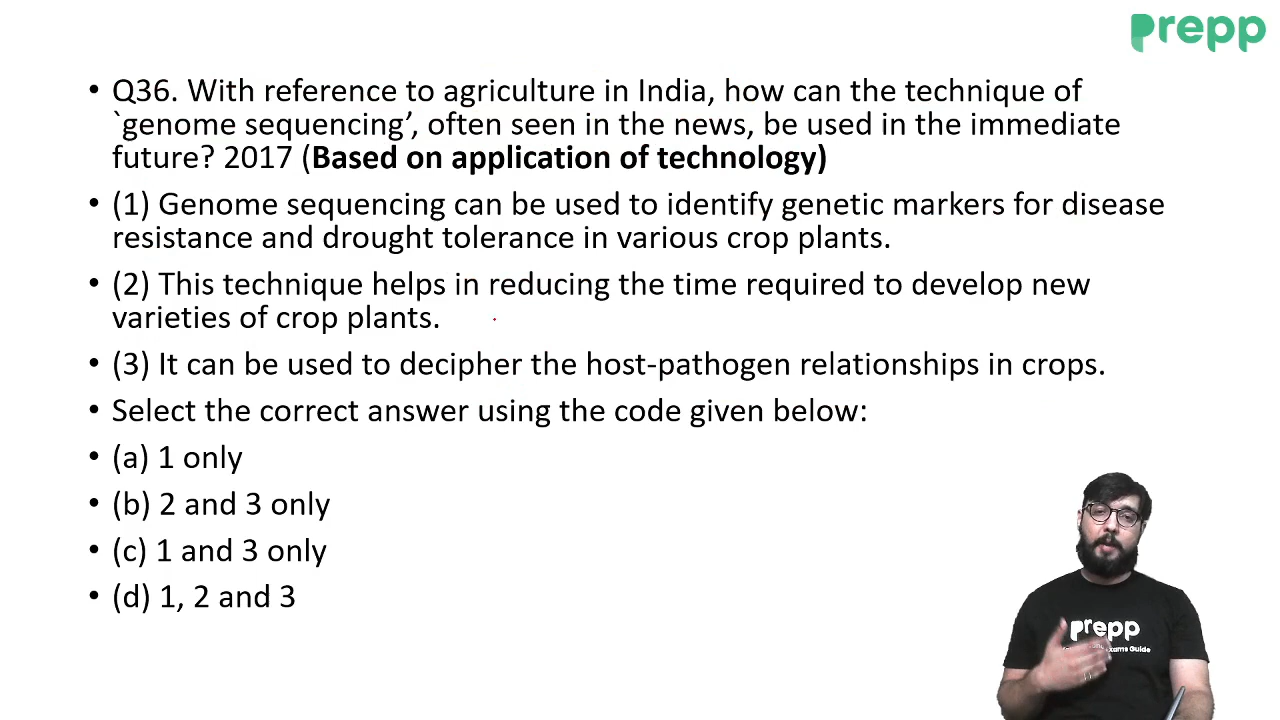 prepp
• Q36. With reference to agriculture in India, how can the technique of
`genome sequencing’, often seen in the news, be used in the immediate
future? 2017 (Based on application of technology)
• (1) Genome sequencing can be used to identify genetic markers for disease
resistance and drought tolerance in various crop plants.
• (2) This technique helps in reducing the time required to develop new
varieties of crop plants.
• (3) It can be used to decipher the host-pathogen relationships in crops.
• Select the correct answer using the code given below:
• (a) 1 only
• (b) 2 and 3 only
• (c) 1 and 3 only
• (d) 1, 2 and 3
prepp
Exams Guide